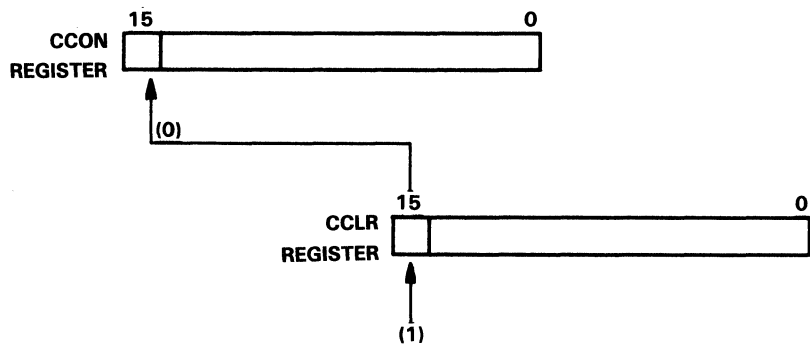 15 0
CCON
REGISTER
(0)
15 0
CCLR
REGISTER
(1)